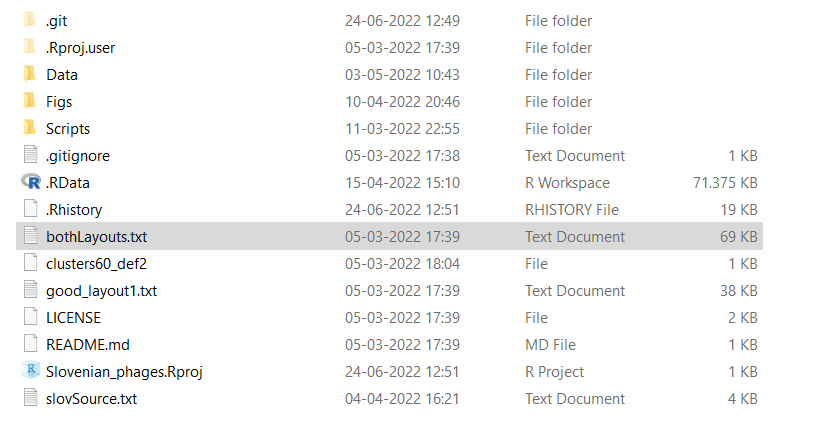 .git 24-06-2022 12:49 File folder
.Rproj.user 05-03-2022 17:39 File folder
Data 03-05-2022 10:43 File folder
Figs 10-04-2022 20:46 File folder
Scripts 11-03-2022 22:55 File folder
.gitignore 05-03-2022 17:38 Text Document 1 KB
.RData 15-04-2022 15:10 R Workspace 71.375 KB
.Rhistory 24-06-2022 12:51 RHISTORY File 19 KB
bothLayouts.txt 05-03-2022 17:39 Text Document 69 KB
clusters60_def2 05-03-2022 18:04 File 1 KB
good_layout1.txt 05-03-2022 17:39 Text Document 38 KB
LICENSE 05-03-2022 17:39 File 2 KB
README.md 05-03-2022 17:39 MD File 1 KB
Slovenian_phages.Rproj 24-06-2022 12:51 R Project 1 KB
slovSource.txt 04-04-2022 16:21 Text Document 4 KB